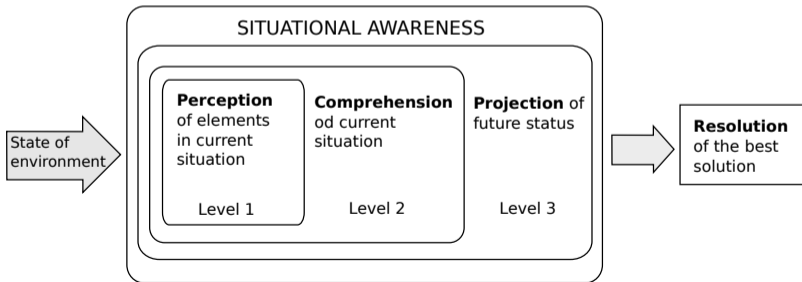 SITUATIONAL AWARENESS
State of
environment
Perception
of elements
in current
situation
Level 1
Comprehension
od current
situation
Level 2
Projection of
future status
Level 3
Resolution
of the best
solution